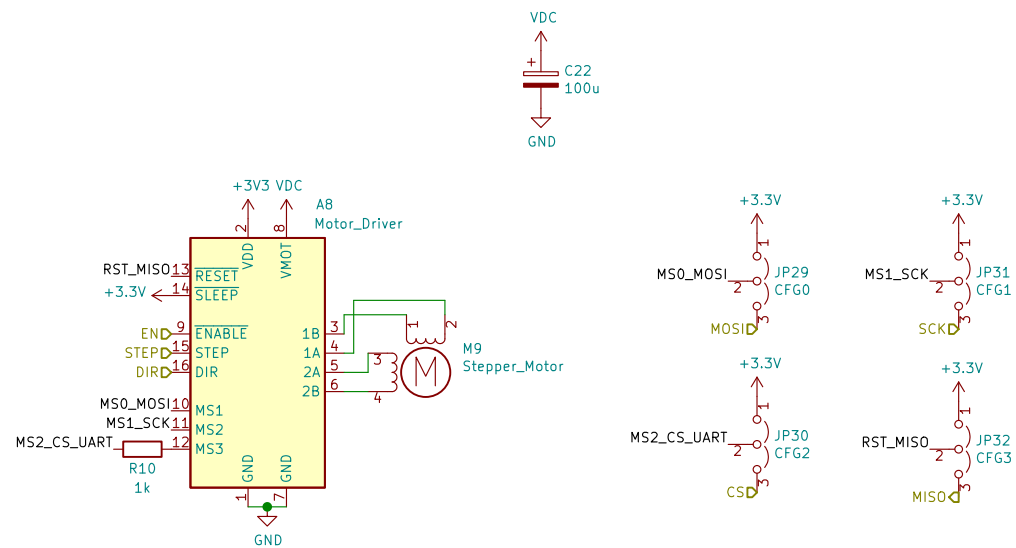 VDC
+
C22
100u
GND
+3V3 VDC
A8
Motor_Driver
2
8
VDD
VMOT
RST_MISO 13 RESET
+3.3V 14 SLEEP
EN 9 ENABLE
STEP 15 STEP
DIR 16 DIR
MS0_MOSI 10 MS1
MS1_SCK 11 MS2
MS2_CS_UART 12 MS3
R10
1k
1B 3
1A 4
2A 5
2B 6
1
2
3
4
M
M9
Stepper_Motor
GND
GND
1
7
GND
+3.3V
1
MS0_MOSI
2
JP29
CFG0
3
MOSI
+3.3V
1
MS1_SCK
2
JP31
CFG1
3
SCK
+3.3V
1
MS2_CS_UART
2
JP30
CFG2
3
CS
+3.3V
1
RST_MISO
2
JP32
CFG3
3
MISO